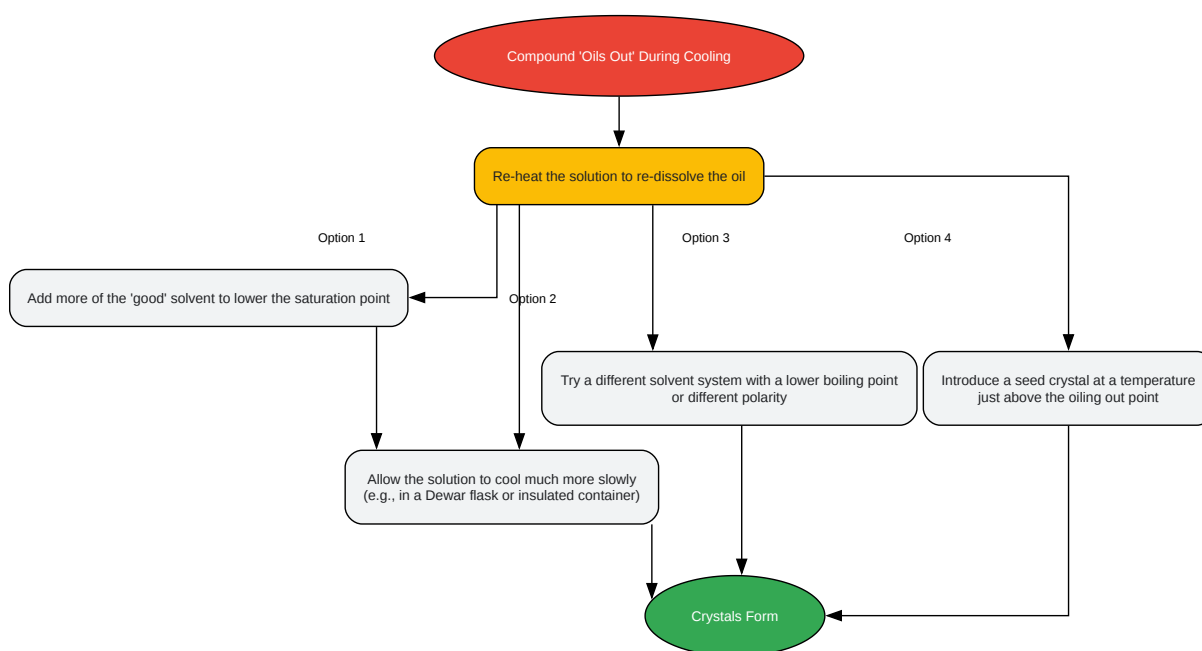 Compound 'Oils Out' During Cooling
Re-heat the solution to re-dissolve the oil
Option 1
Option 3
Option 4
Add more of the 'good' solvent to lower the saturation point
Option 2
Try a different solvent system with a lower boiling point
or different polarity
Introduce a seed crystal at a temperature
just above the oiling out point
Allow the solution to cool much more slowly
(e.g., in a Dewar flask or insulated container)
Crystals Form